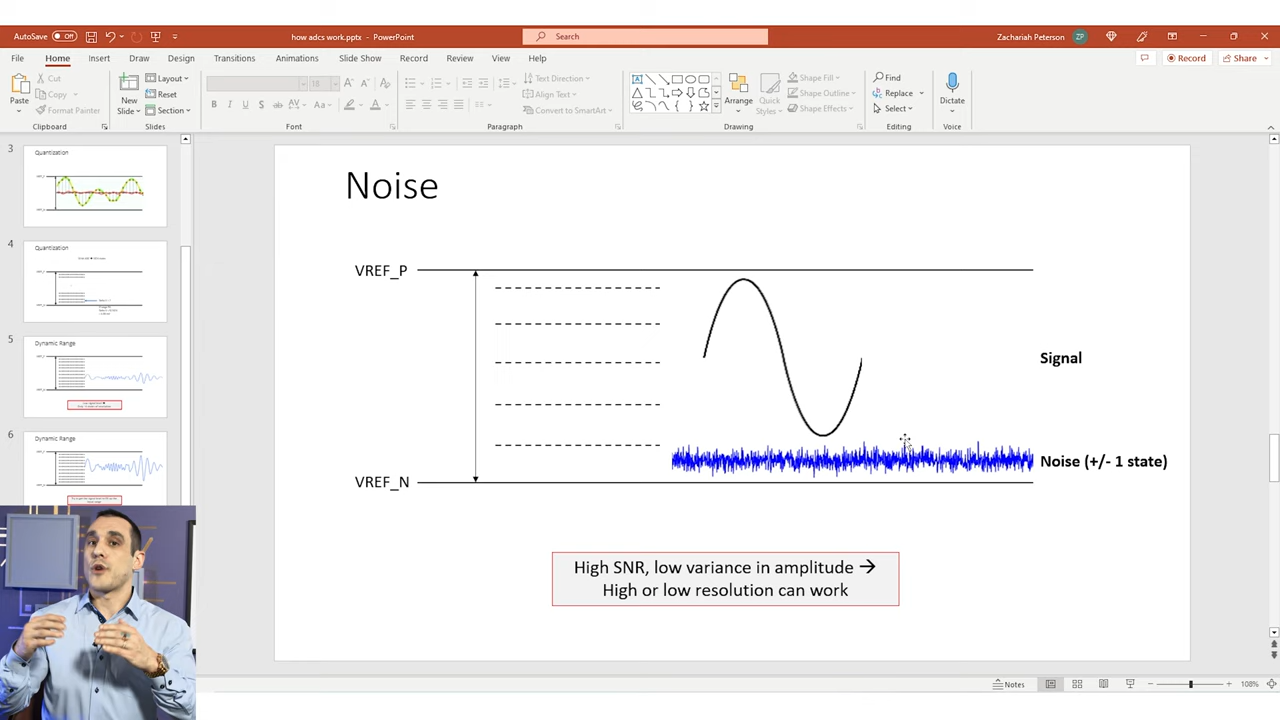 AutoSave Off
how adcs work.pptx - PowerPoint
Search
Zachariah Peterson ZP
File Home Insert Draw Design Transitions Animations Slide Show Record Review View Help
Record Share
Paste
Cut
Copy
Format Painter
Clipboard
New Slide
Layout
Reset
Section
Slides
18
Font
Text Direction
Align Text
Convert to SmartArt
Paragraph
Arrange
Quick Styles
Shape Fill
Shape Outline
Shape Effects
Drawing
Find
Replace
Select
Editing
Dictate
Voice
3
Quantization
4
Quantization
5
Dynamic Range
6
Dynamic Range
Noise
VREF_P
Signal
Noise (+/- 1 state)
VREF_N
High SNR, low variance in amplitude →
High or low resolution can work
Notes
108%